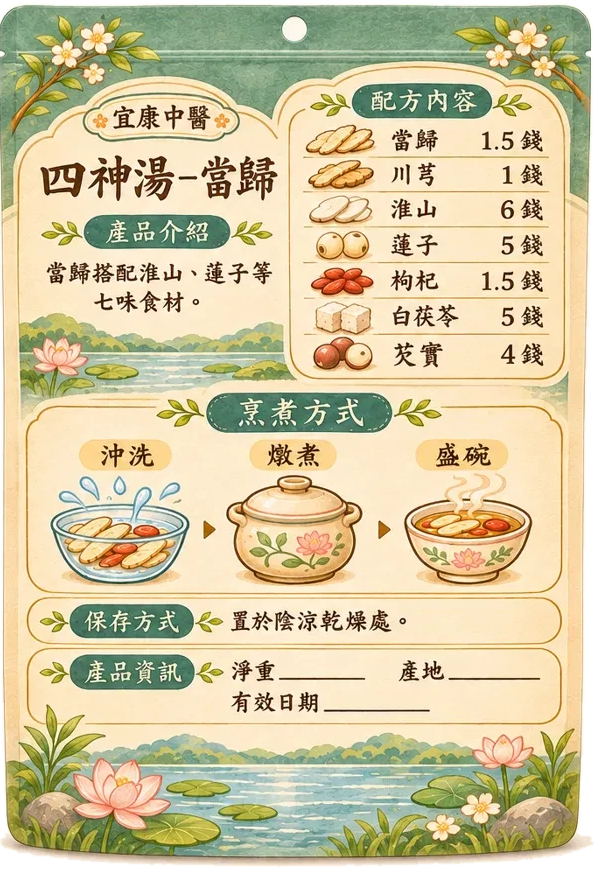 宜康中醫
四神湯-當歸
產品介紹
當歸搭配淮山、蓮子等
七味食材。
配方內容
當歸 1.5錢
川芎 1錢
淮山 6錢
蓮子 5錢
枸杞 1.5錢
白茯苓 5錢
芡實 4錢
烹煮方式
沖洗
燉煮
盛碗
保存方式 置於陰涼乾燥處。
產品資訊 淨重 產地
有效日期